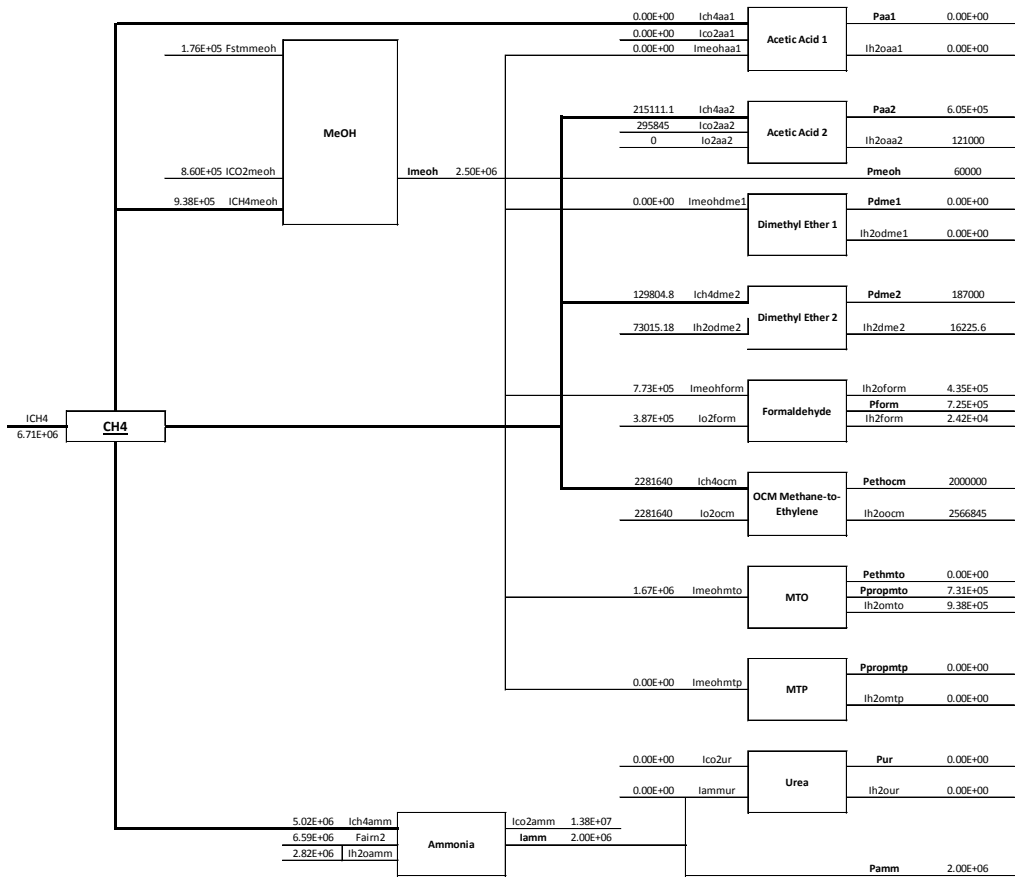 0.00E+00 Ich4aa1 Paa1 0.00E+00
0.00E+00 Ico2aa1
Acetic Acid 1
1.76E+05 Fstmmeoh 0.00E+00 Imeohaa1 Ih2oaa1 0.00E+00
215111.1 Ich4aa2 Paa2 6.05E+05
295845 Ico2aa2
MeOH Acetic Acid 2
0 Io2aa2 Ih2oaa2 121000
8.60E+05 ICO2meoh Imeoh 2.50E+06 Pmeoh 60000
9.38E+05 ICH4meoh 0.00E+00 Imeohdme1 Pdme1 0.00E+00
Dimethyl Ether 1
Ih2odme1 0.00E+00
129804.8 Ich4dme2 Pdme2 187000
Dimethyl Ether 2
73015.18 Ih2odme2 Ih2dme2 16225.6
7.73E+05 Imeohform Ih2oform 4.35E+05
Pform 7.25E+05
Formaldehyde
3.87E+05 Io2form Ih2form 2.42E+04
ICH4
CH4
6.71E+06
2281640 Ich4ocm Pethocm 2000000
OCM Methane-to-
Ethylene
2281640 Io2ocm Ih2oocm 2566845
Pethmto 0.00E+00
1.67E+06 Imeohmto MTO Ppropmto 7.31E+05
Ih2omto 9.38E+05
Ppropmtp 0.00E+00
0.00E+00 Imeohmtp MTP
Ih2omtp 0.00E+00
0.00E+00 Ico2ur Pur 0.00E+00
Urea
0.00E+00 Iammur Ih2our 0.00E+00
5.02E+06 Ich4amm Ico2amm 1.38E+07
6.59E+06 Fairn2 Ammonia Iamm 2.00E+06
2.82E+06 Ih2oamm
Pamm 2.00E+06